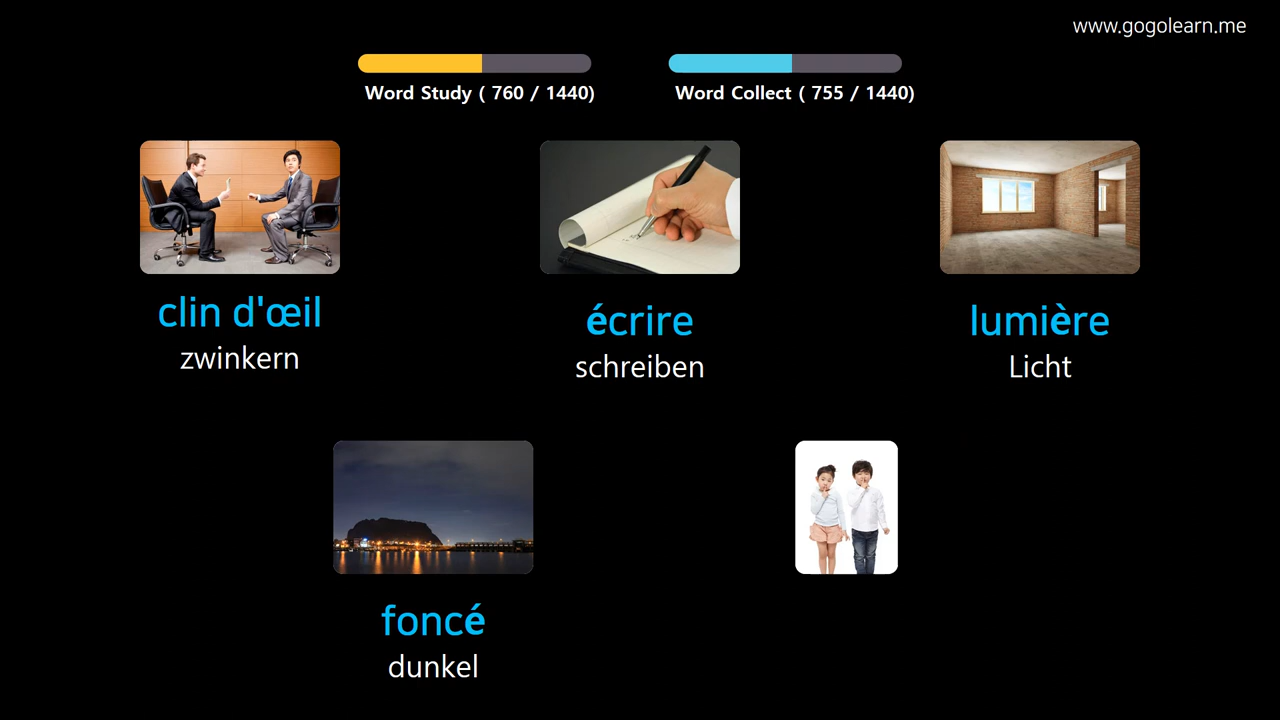 www.gogolearn.me
Word Study ( 760 / 1440)
Word Collect ( 755 / 1440)
clin d'œil
zwinkern
écrire
schreiben
lumière
Licht
foncé
dunkel